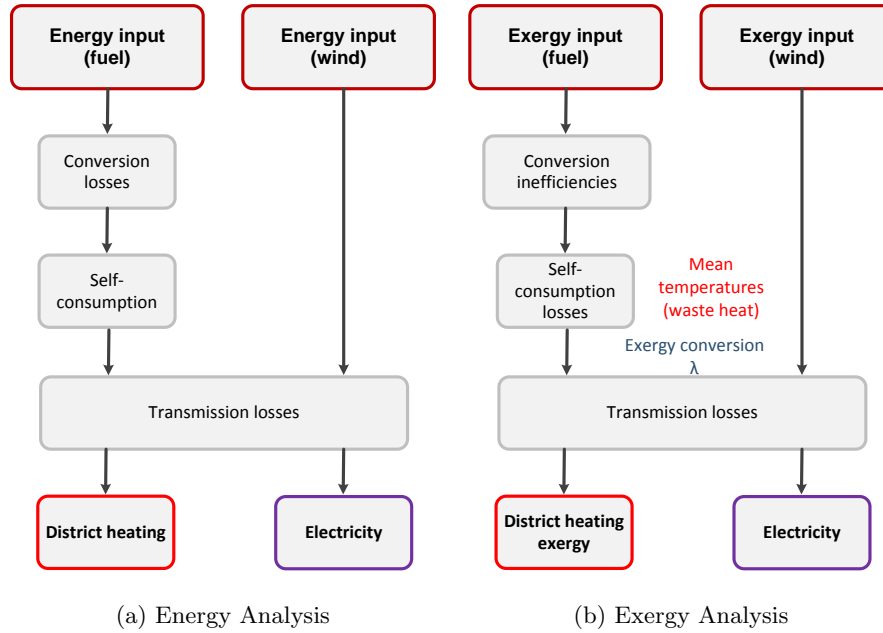 Energy input
(fuel)
Energy input
(wind)
Conversion
losses
Self-
consumption
Transmission losses
District heating
Electricity
(a) Energy Analysis
Exergy input
(fuel)
Exergy input
(wind)
Conversion
inefficiencies
Self-
consumption
losses
Mean
temperatures
(waste heat)
Exergy conversion
λ
Transmission losses
District heating
exergy
Electricity
(b) Exergy Analysis